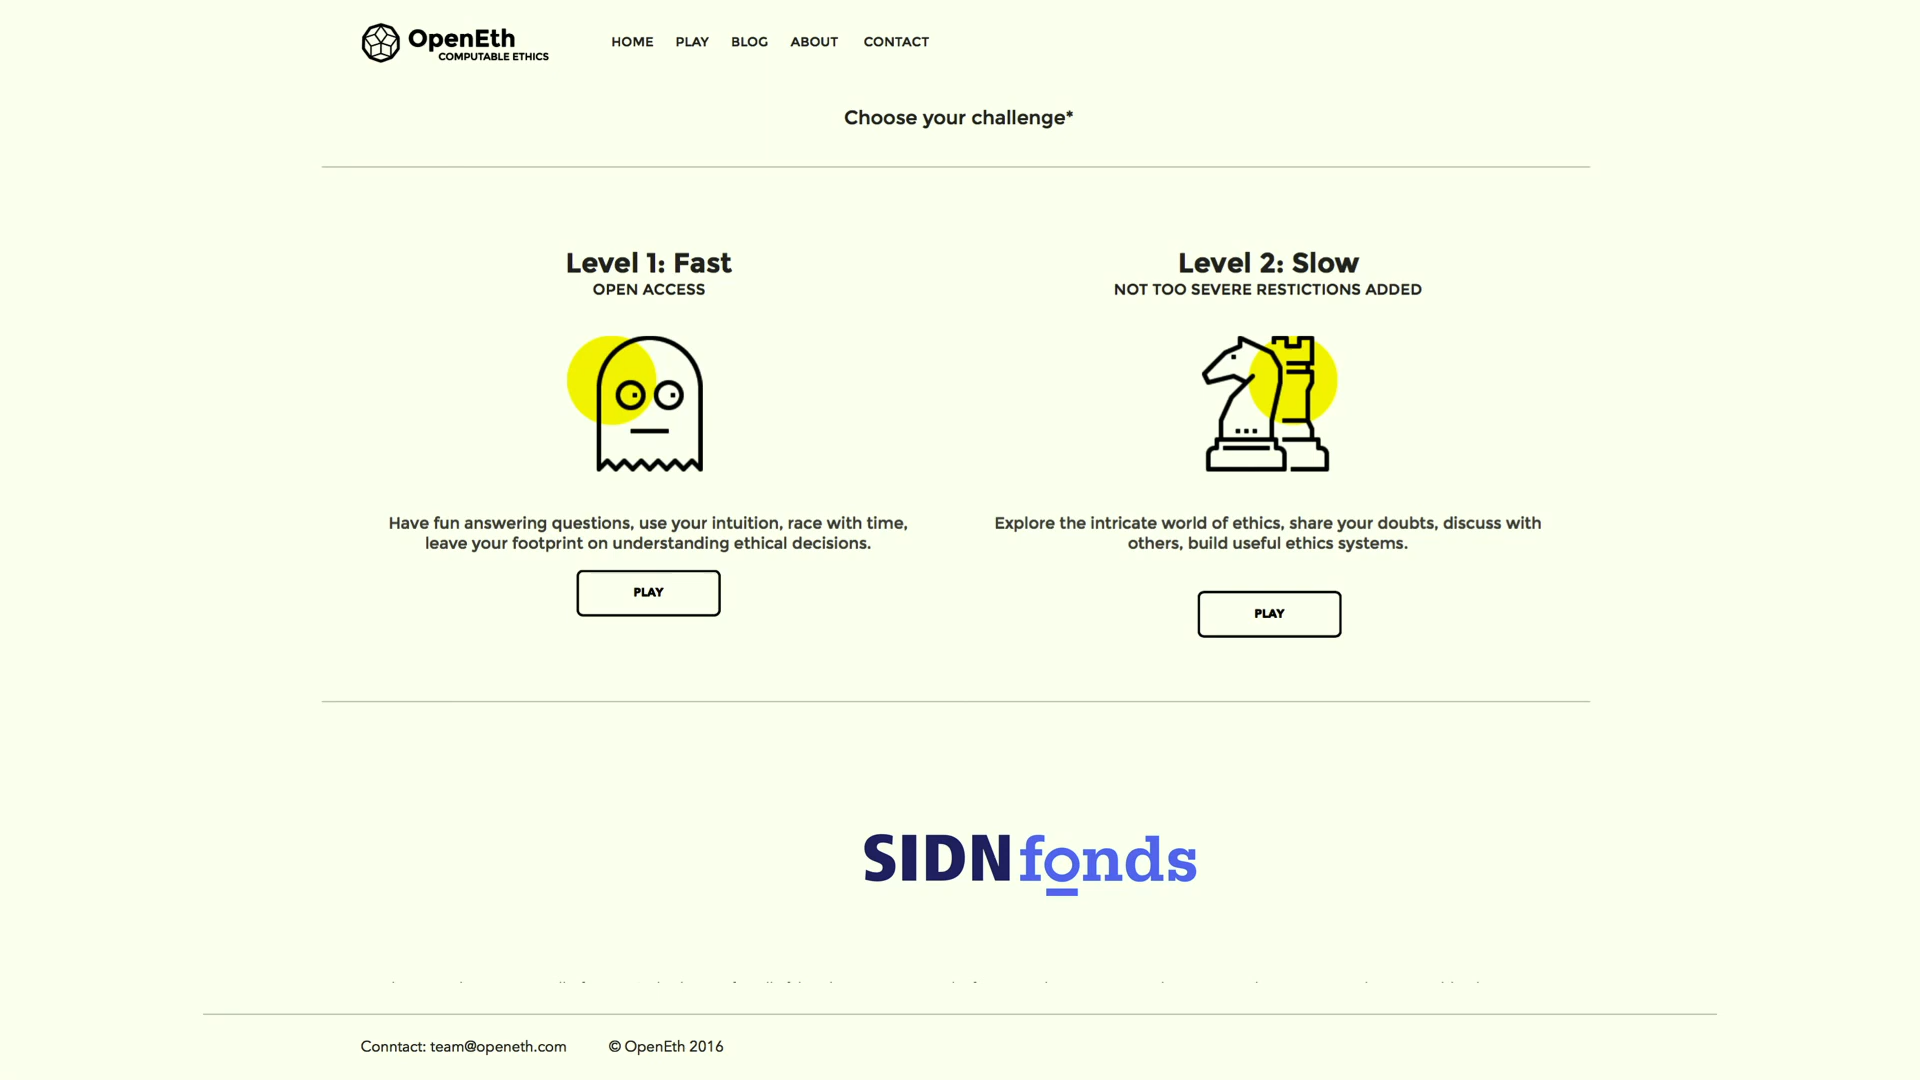 OpenEth
COMPUTABLE ETHICS
HOME PLAY BLOG ABOUT CONTACT
Choose your challenge*
Level 1: Fast
OPEN ACCESS
Have fun answering questions, use your intuition, race with time,
leave your footprint on understanding ethical decisions.
PLAY
Level 2: Slow
NOT TOO SEVERE RESTICTIONS ADDED
Explore the intricate world of ethics, share your doubts, discuss with
others, build useful ethics systems.
PLAY
SIDN fonds
Conntact: team@openeth.com © OpenEth 2016